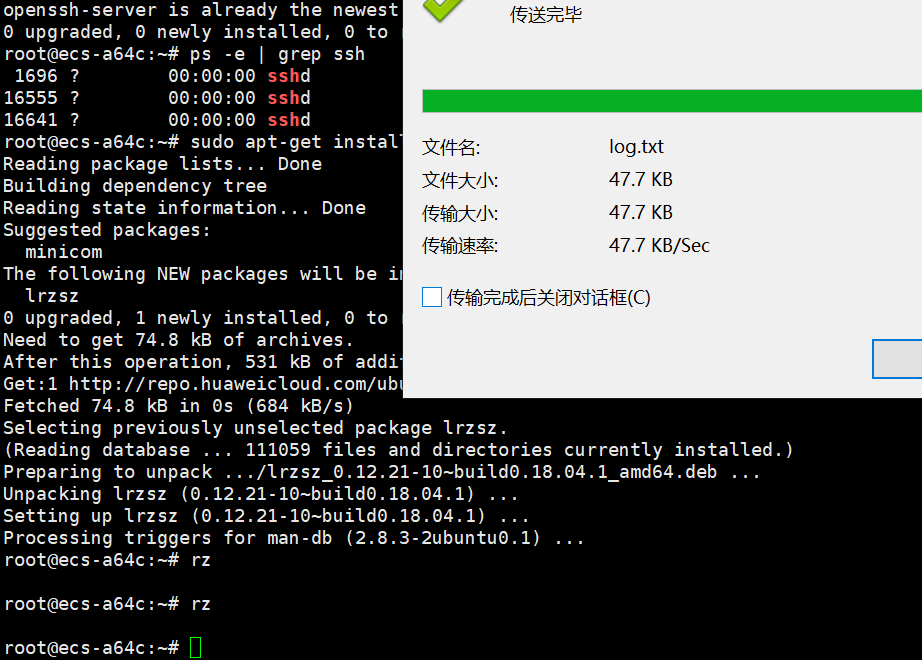 openssh-server is already the newest
0 upgraded, 0 newly installed, 0 to
root@ecs-a64c:~# ps -e | grep ssh
1696 ? 00:00:00 sshd
16555 ? 00:00:00 sshd
16641 ? 00:00:00 sshd
root@ecs-a64c:~# sudo apt-get install
Reading package lists... Done
Building dependency tree
Reading state information... Done
Suggested packages:
minicom
The following NEW packages will be
lrzsz
0 upgraded, 1 newly installed, 0 to
Need to get 74.8 kB of archives.
After this operation, 531 kB of
Get:1 http://repo.huaweicloud.com/ubu
Fetched 74.8 kB in 0s (684 kB/s)
Selecting previously unselected package lrzsz.
(Reading database ... 111059 files and directories currently installed.)
Preparing to unpack .../lrzsz_0.12.21-10~build0.18.04.1_amd64.deb ...
Unpacking lrzsz (0.12.21-10~build0.18.04.1) ...
Setting up lrzsz (0.12.21-10~build0.18.04.1) ...
Processing triggers for man-db (2.8.3-2ubuntu0.1) ...
root@ecs-a64c:~# rz
root@ecs-a64c:~# rz
root@ecs-a64c:~#
传送完毕
文件名: log.txt
文件大小: 47.7 KB
传输大小: 47.7 KB
传输速率: 47.7 KB/Sec
传输完成后关闭对话框(C)